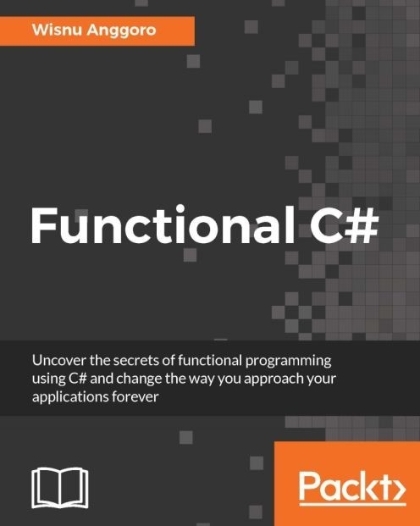 Wisnu Anggoro
Functional C#
Uncover the secrets of functional programming
using C# and change the way you approach your
applications forever
Packt>